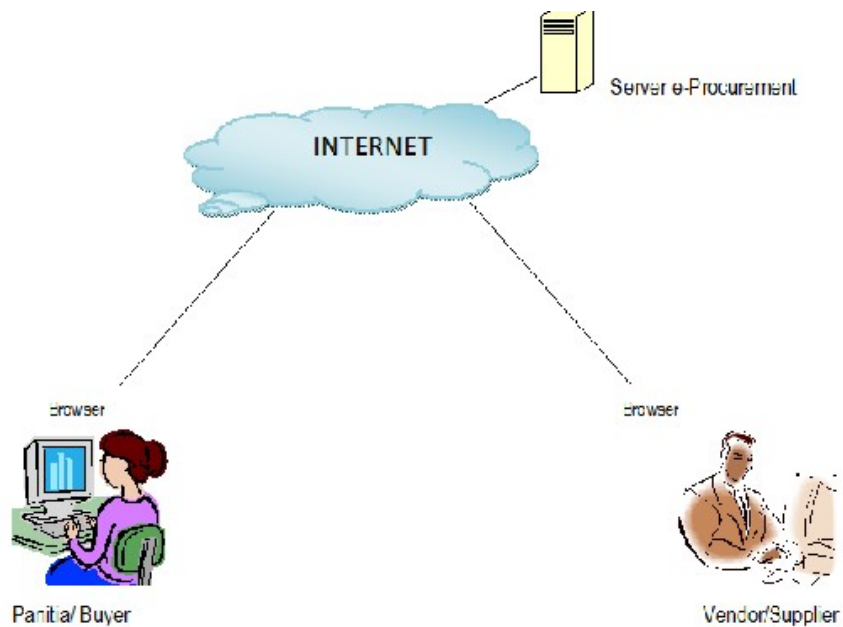 Server e-Procurement
INTERNET
Browser
Browser
Panitia/ Buyer
Vendor/Supplier